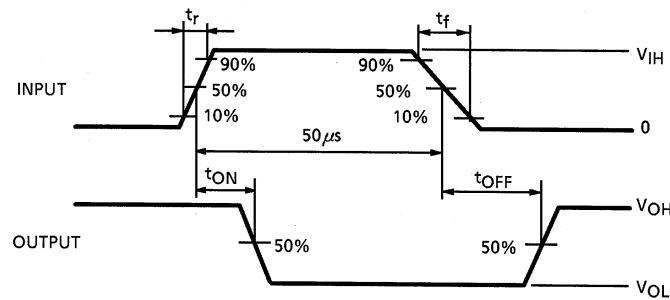 tr
tf
VIH
90%
90%
INPUT
50%
50%
10%
10%
0
50μs
tON
tOFF
VOH
OUTPUT
50%
50%
VOL